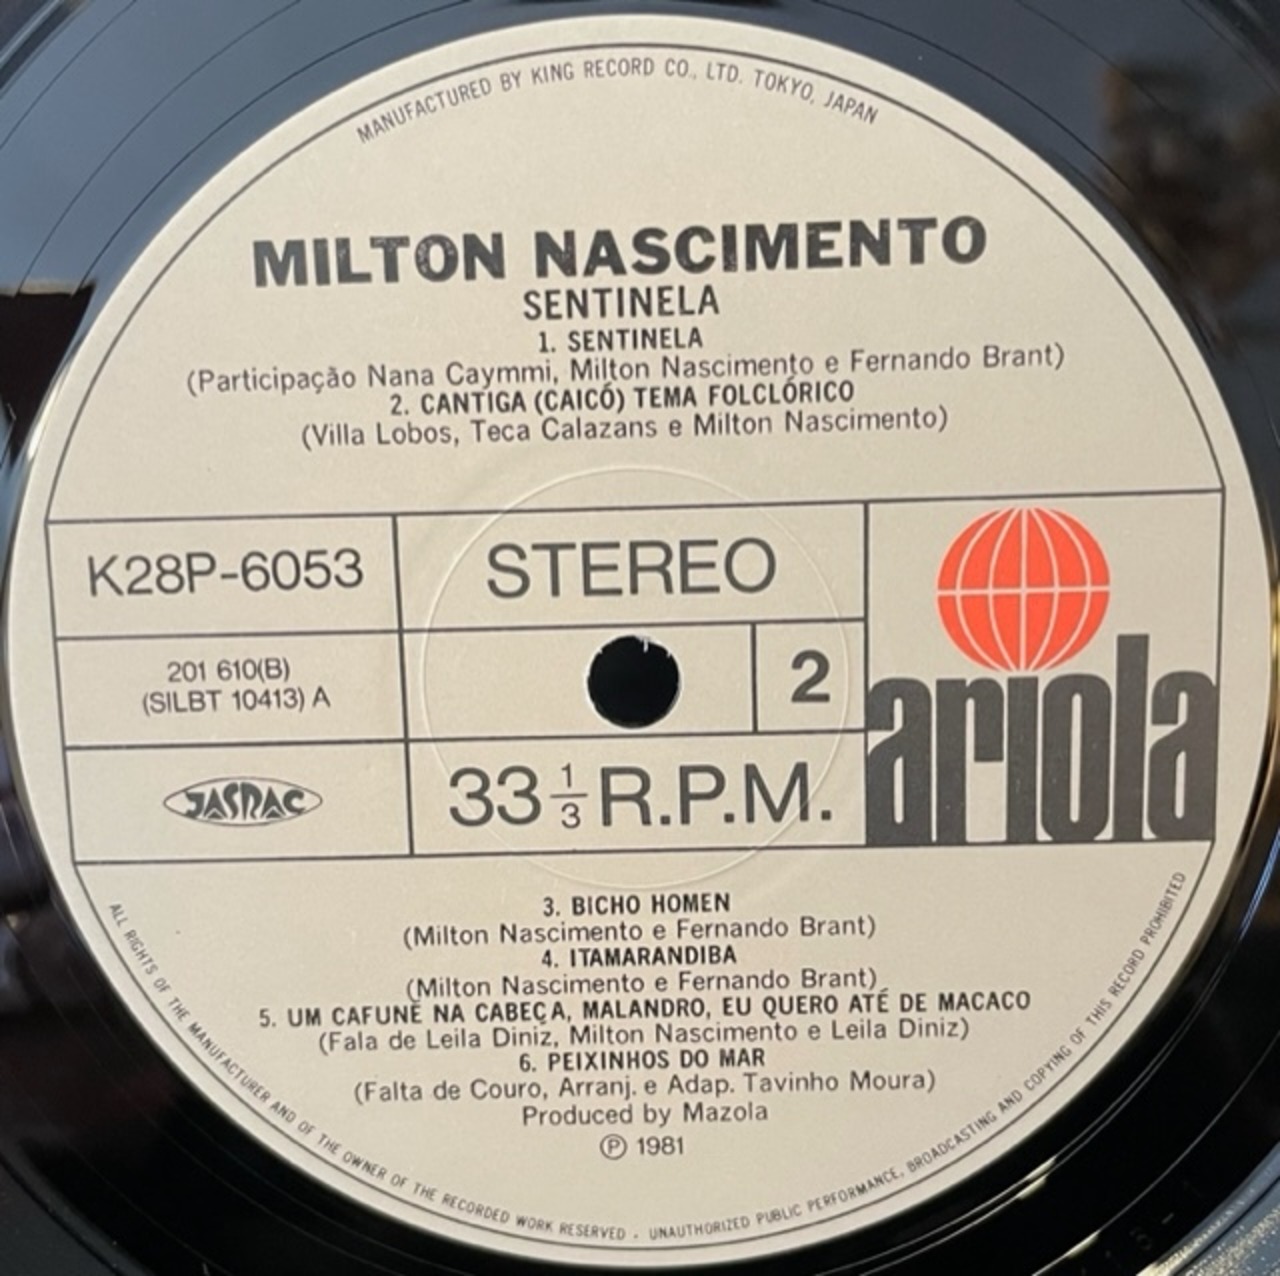 MANUFACTURED BY KING RECORD CO., LTD. TOKYO, JAPAN
MILTON NASCIMENTO
SENTINELA
1. SENTINELA
(Participação Nana Caymmi, Milton Nascimento e Fernando Brant)
2. CANTIGA (CAICÓ) TEMA FOLCLÓRICO
(Villa Lobos, Teca Calazans e Milton Nascimento)
K28P-6053
STEREO
201 610(B)
(SILBT 10413) A
2
JASRAC
33 1/3 R.P.M.
ariola
3. BICHO HOMEN
(Milton Nascimento e Fernando Brant)
4. ITAMARANDIBA
(Milton Nascimento e Fernando Brant)
5. UM CAFUNÉ NA CABEÇA, MALANDRO, EU QUERO ATÉ DE MACACO
(Fala de Leila Diniz, Milton Nascimento e Leila Diniz)
6. PEIXINHOS DO MAR
(Falta de Couro, Arranj. e Adap. Tavinho Moura)
Produced by Mazola
Ⓟ 1981
ALL RIGHTS OF THE MANUFACTURER AND OF THE OWNER OF THE RECORDED WORK RESERVED . UNAUTHORIZED PUBLIC PERFORMANCE, BROADCASTING AND COPYING OF THIS RECORD PROHIBITED